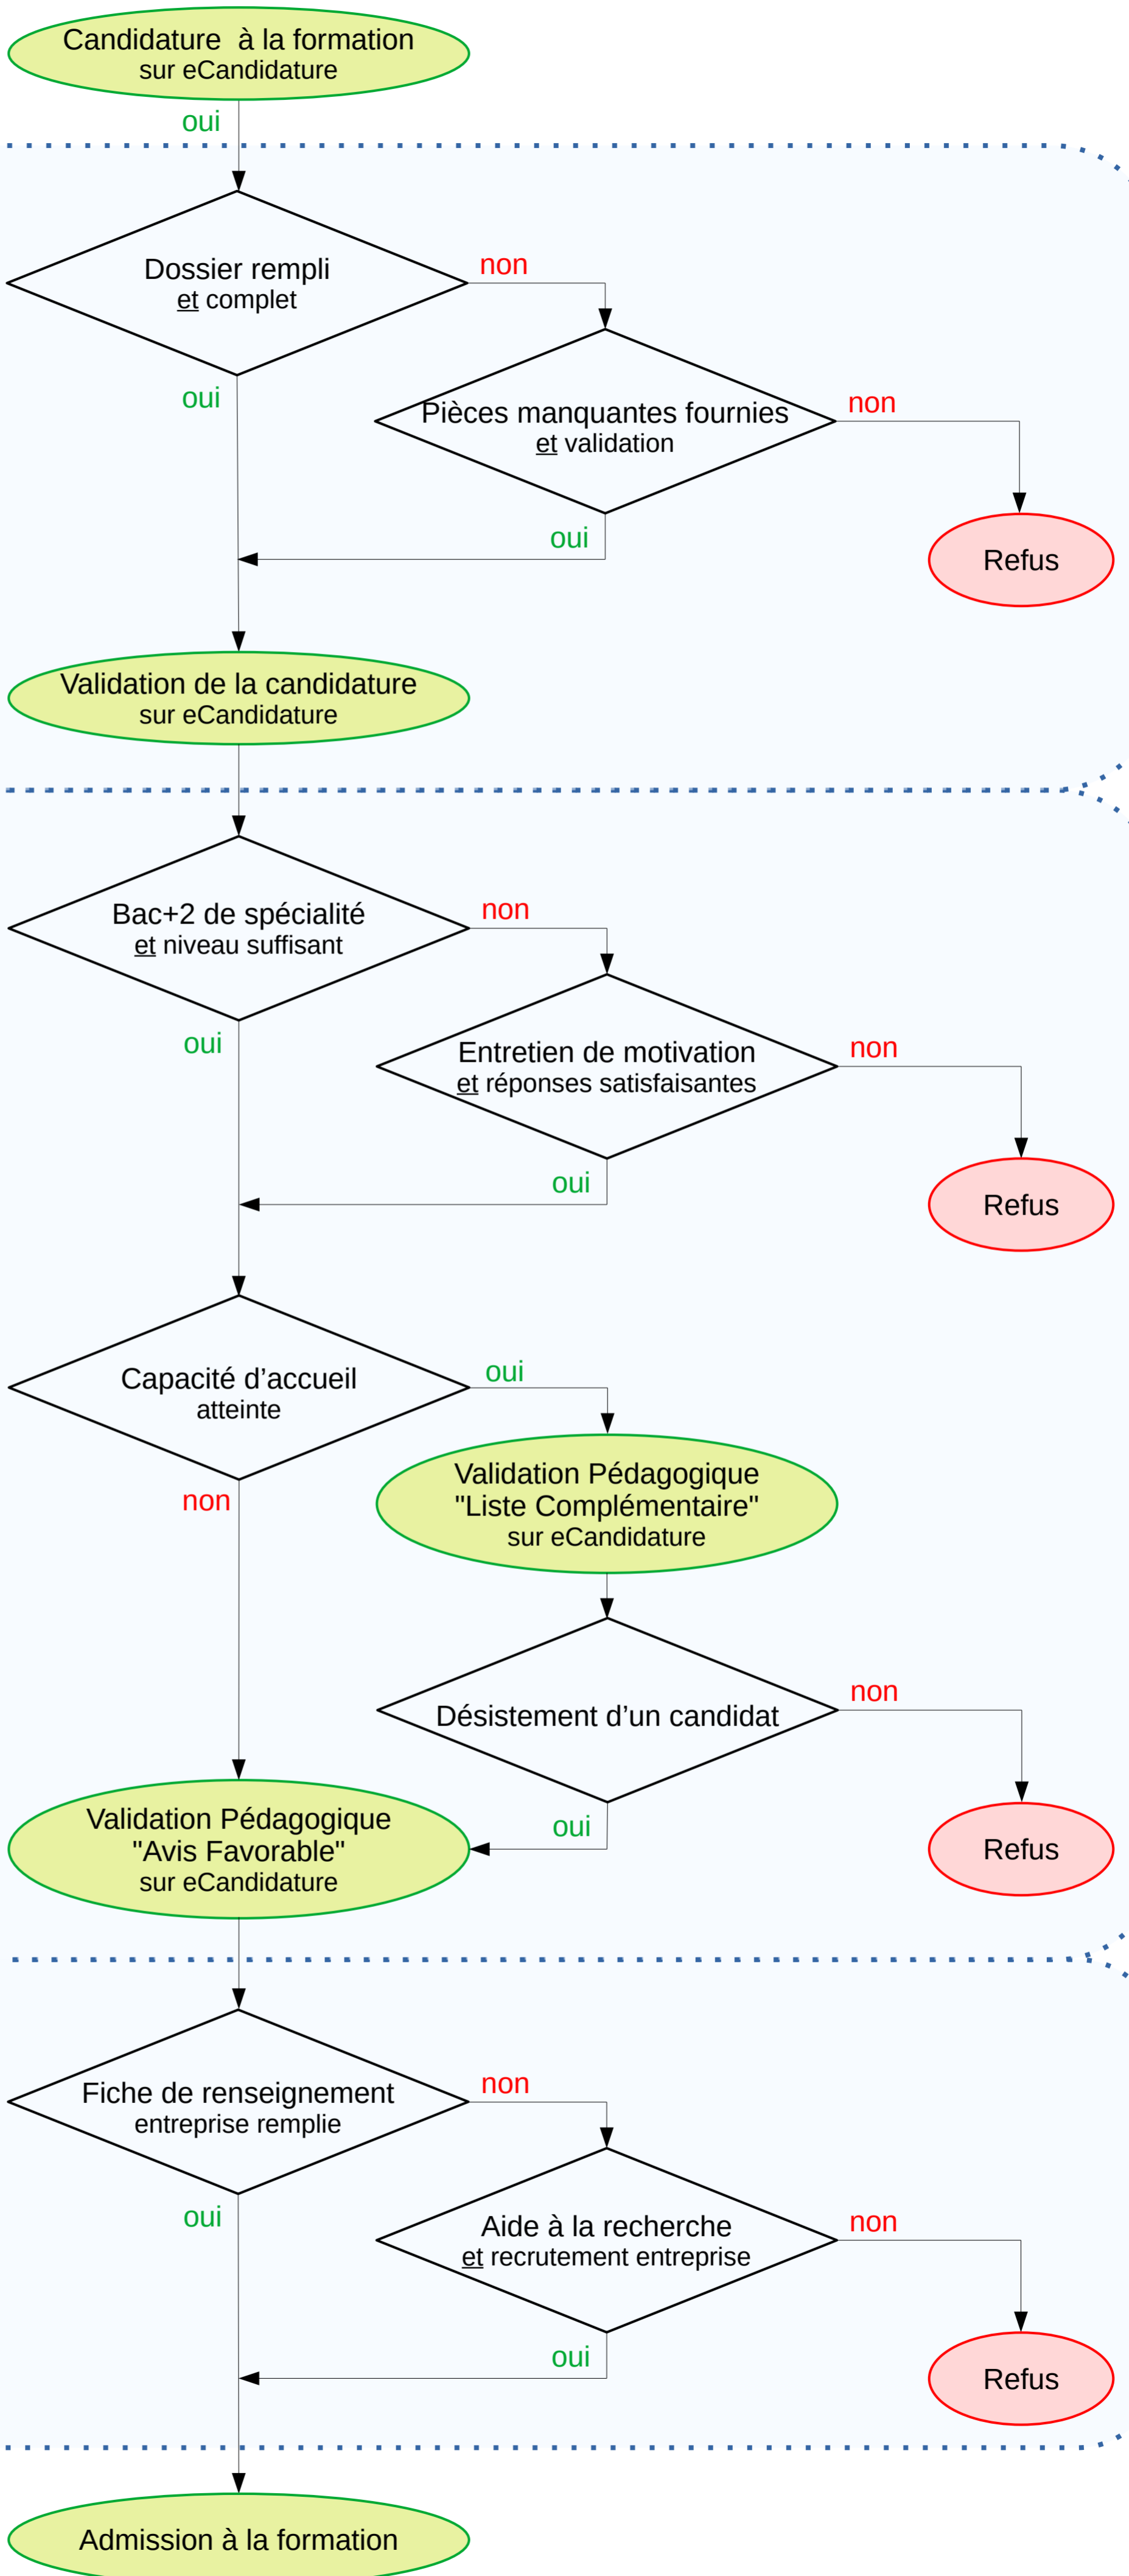 Candidature  à la formation
sur eCandidature
oui
Dossier rempli
et complet
non
oui
Pièces manquantes fournies
et validation
non
oui
Refus
Validation de la candidature
sur eCandidature
Bac+2 de spécialité
et niveau suffisant
non
oui
Entretien de motivation
et réponses satisfaisantes
non
oui
Refus
Capacité d’accueil
atteinte
oui
non
Validation Pédagogique
"Liste Complémentaire"
sur eCandidature
Désistement d’un candidat
non
oui
Refus
Validation Pédagogique
"Avis Favorable"
sur eCandidature
Fiche de renseignement
entreprise remplie
non
oui
Aide à la recherche
et recrutement entreprise
non
oui
Refus
Admission à la formation